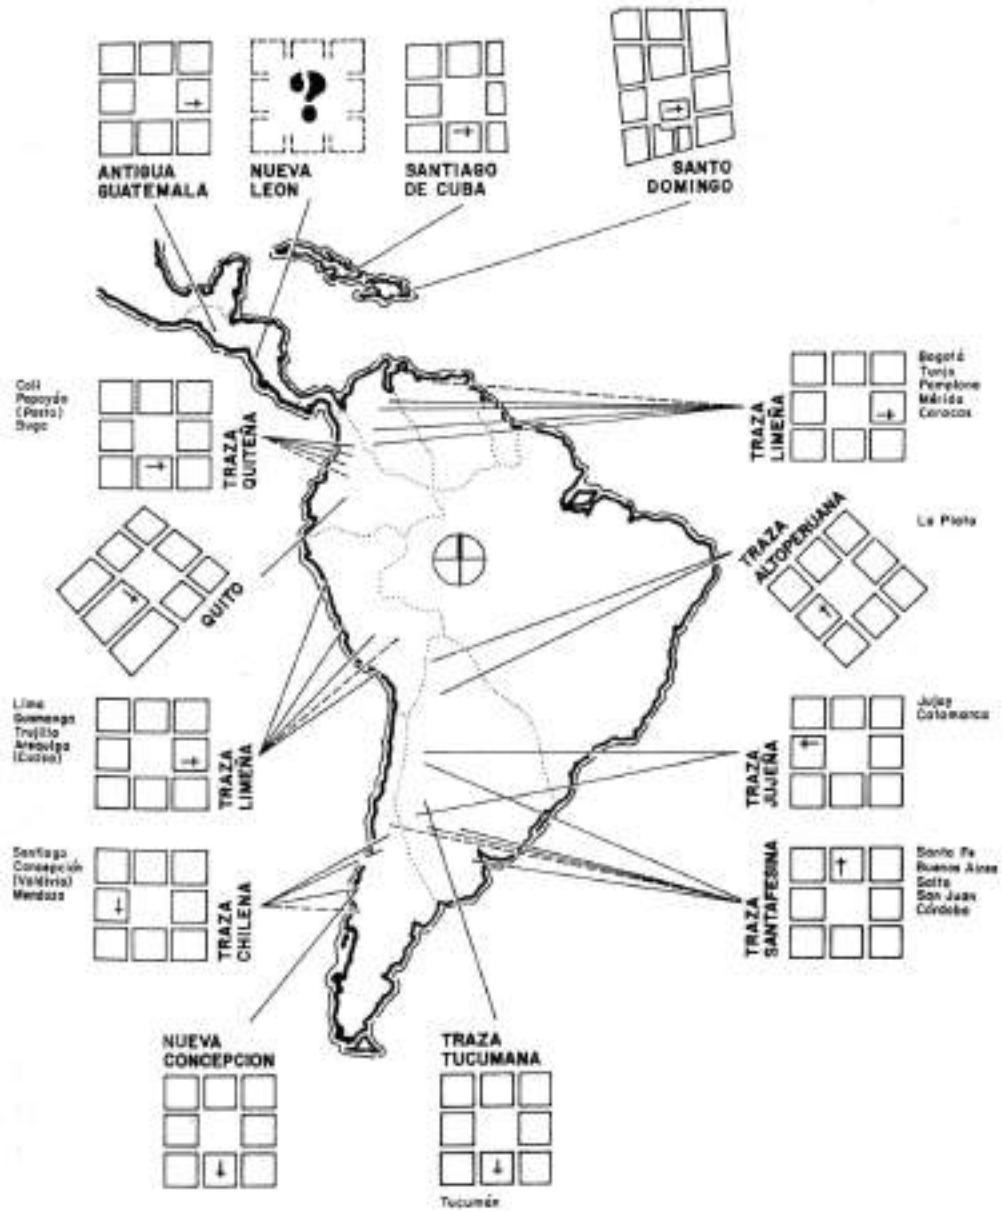 ANTIGUA
GUATEMALA
NUEVA
LEON
?
SANTIAGO
DE CUBA
SANTO
DOMINGO
Cali
Popayán
(Pasto)
Buga
TRAZA
QUITEÑA
TRAZA
LIMEÑA
Bogotá
Tunja
Pamplona
Mérida
Caracas
QUITO
TRAZA
ALTOPERUANA
La Plata
Lima
Guamanga
Trujillo
Arequipa
(Cuzco)
TRAZA
LIMEÑA
TRAZA
JUJEÑA
Jujuy
Catamarca
Santiago
Concepción
(Valdivia)
Mendoza
TRAZA
CHILENA
TRAZA
SANTAFESINA
Santa Fe
Buenos Aires
Salta
San Juan
Córdoba
NUEVA
CONCEPCION
TRAZA
TUCUMANA
Tucumán